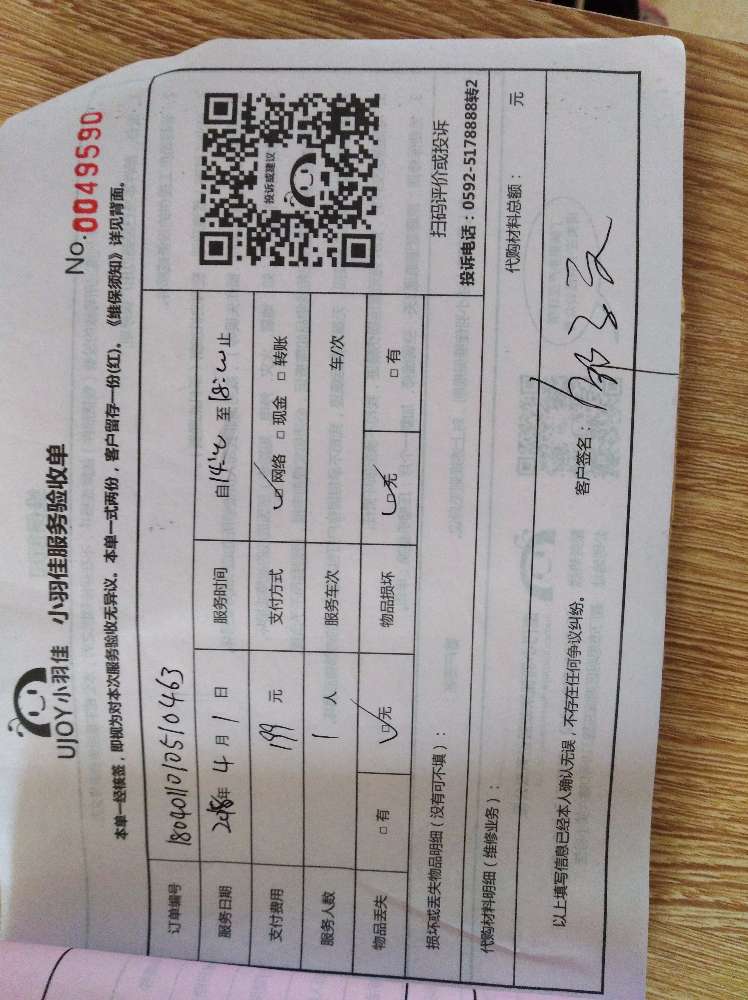 UJOY小羽佳 小羽佳服务验收单
No. 0049590
本单一经核签，即视为对本次服务验收无异议。本单一式两份，客户留存一份(红)。《维保须知》详见背面。
订单编号 180401010510463
服务日期 2018年 4 月 1 日 服务时间 自14:00 至 18:00 止
支付费用 199 元 支付方式 ☑网络 □现金 □转账
服务人数 1 人 服务车次 车/次
物品丢失 □有 ☑无 物品损坏 ☑无 □有
投诉或建议
扫码评价或投诉
投诉电话：0592-5178888转2
损坏或丢失物品明细（没有可不填）：
代购材料明细（维修业务）： 代购材料总额： 元
以上填写信息已经本人确认无误，不存在任何争议纠纷。 客户签名：